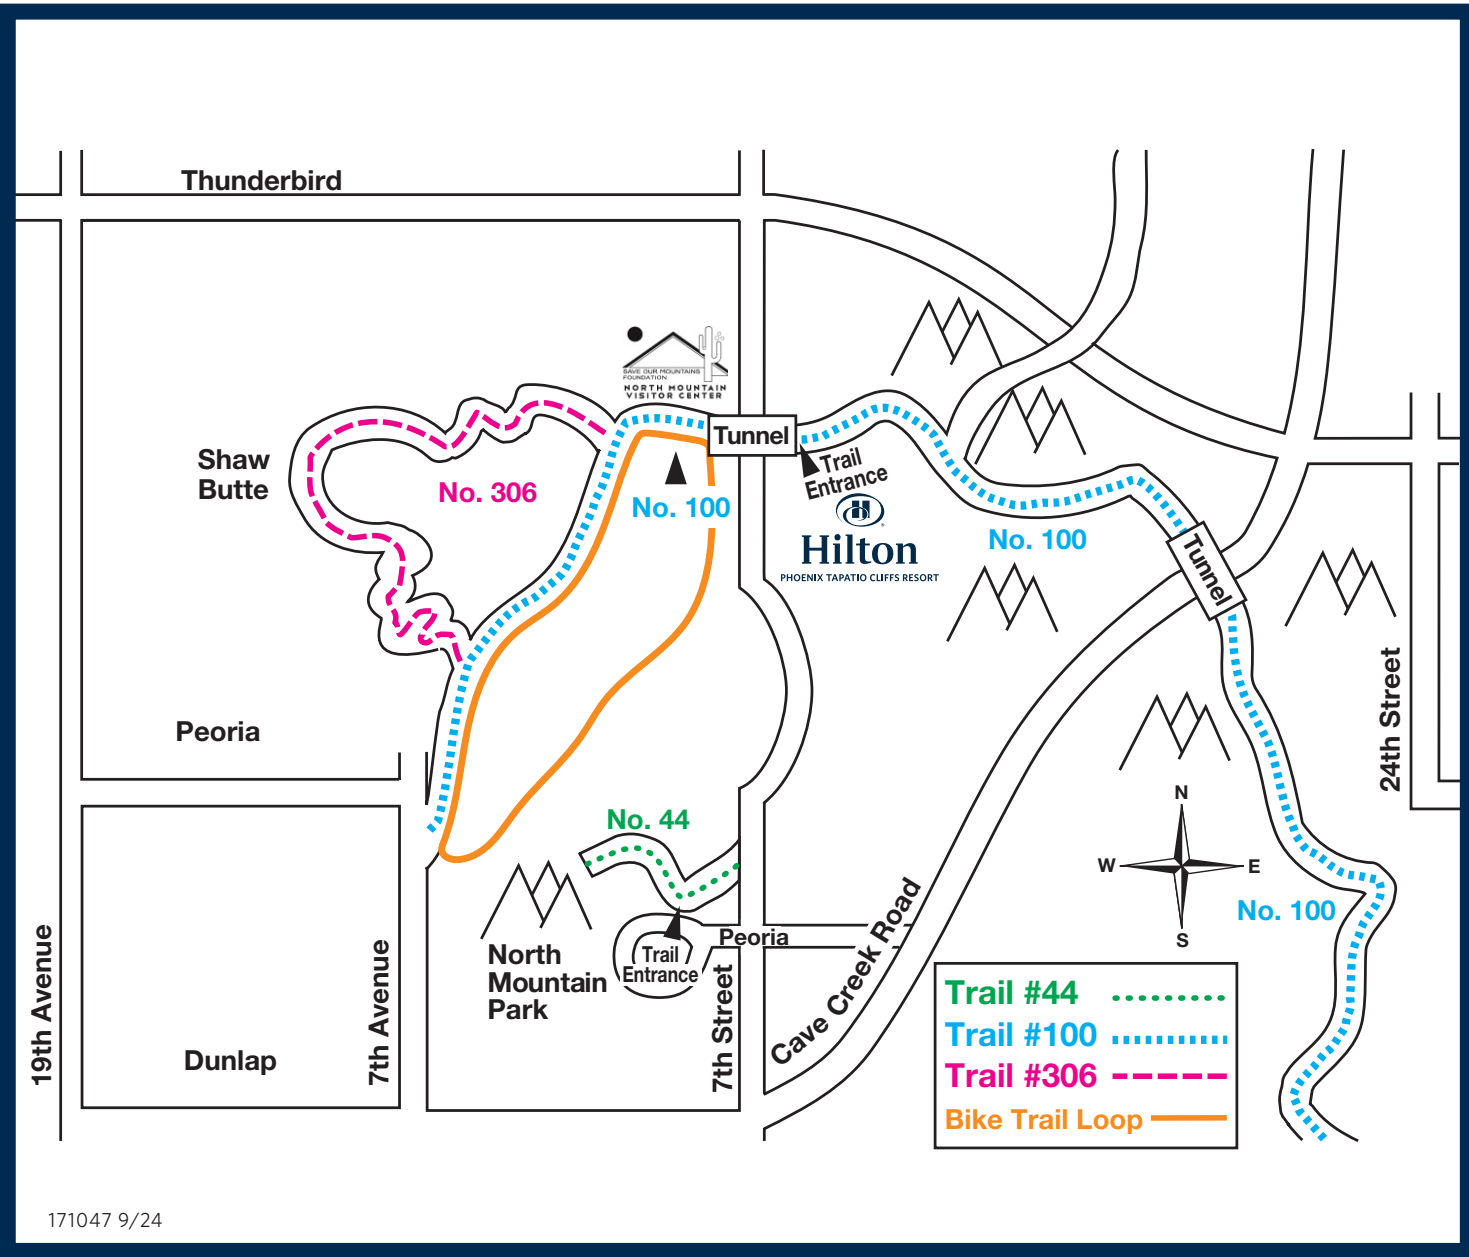 Thunderbird
SAVE OUR MOUNTAINS
FOUNDATION
NORTH MOUNTAIN
VISITOR CENTER
Tunnel
Shaw
Butte
No. 306
No. 100
Trail
Entrance
Hilton
PHOENIX TAPATIO CLIFFS RESORT
No. 100
Tunnel
24th Street
Peoria
No. 44
N
W
E
S
No. 100
North
Mountain
Park
Trail
Entrance
Peoria
7th Street
Cave Creek Road
19th Avenue
7th Avenue
Dunlap
Trail #44
Trail #100
Trail #306
Bike Trail Loop
171047 9/24